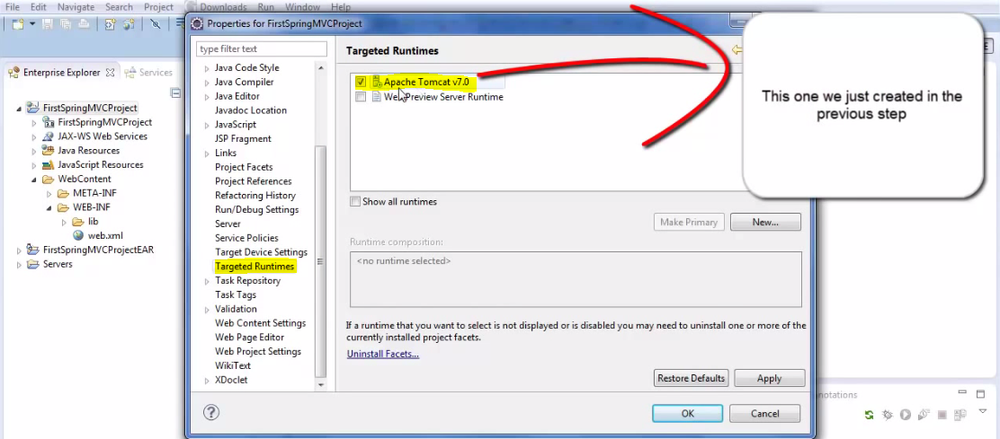 File Edit Navigate Search Project Downloads Run Window Help
Properties for FirstSpringMVCProject
type filter text
Targeted Runtimes
Enterprise Explorer
Services
FirstSpringMVCProject
FirstSpringMVCProject
JAX-WS Web Services
Java Resources
JavaScript Resources
WebContent
META-INF
WEB-INF
lib
web.xml
FirstSpringMVCProjectEAR
Servers
Java Code Style
Java Compiler
Java Editor
Javadoc Location
JavaScript
JSP Fragment
Links
Project Facets
Project References
Refactoring History
Run/Debug Settings
Server
Service Policies
Target Device Settings
Targeted Runtimes
Task Repository
Task Tags
Validation
Web Content Settings
Web Page Editor
Web Project Settings
WikiText
XDoclet
Apache Tomcat v7.0
Preview Server Runtime
Show all runtimes
Make Primary
New...
Runtime composition:
<no runtime selected>
If a runtime that you want to select is not displayed or is disabled you may need to uninstall one or more of the
currently installed project facets.
Uninstall Facets...
Restore Defaults
Apply
OK
Cancel
This one we just created in the
previous step